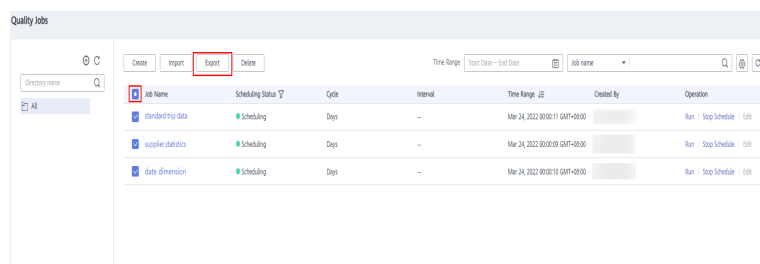 Quality Jobs
Directory name
All
Create Import Export Delete Time Range Start Date – End Date Job name
Job Name Scheduling Status Cycle Interval Time Range Created By Operation
standard trip data Scheduling Days -- Mar 24, 2022 00:00:11 GMT+08:00 Run | Stop Schedule | Edit
supplier statistics Scheduling Days -- Mar 24, 2022 00:00:09 GMT+08:00 Run | Stop Schedule | Edit
date dimension Scheduling Days -- Mar 24, 2022 00:00:10 GMT+08:00 Run | Stop Schedule | Edit